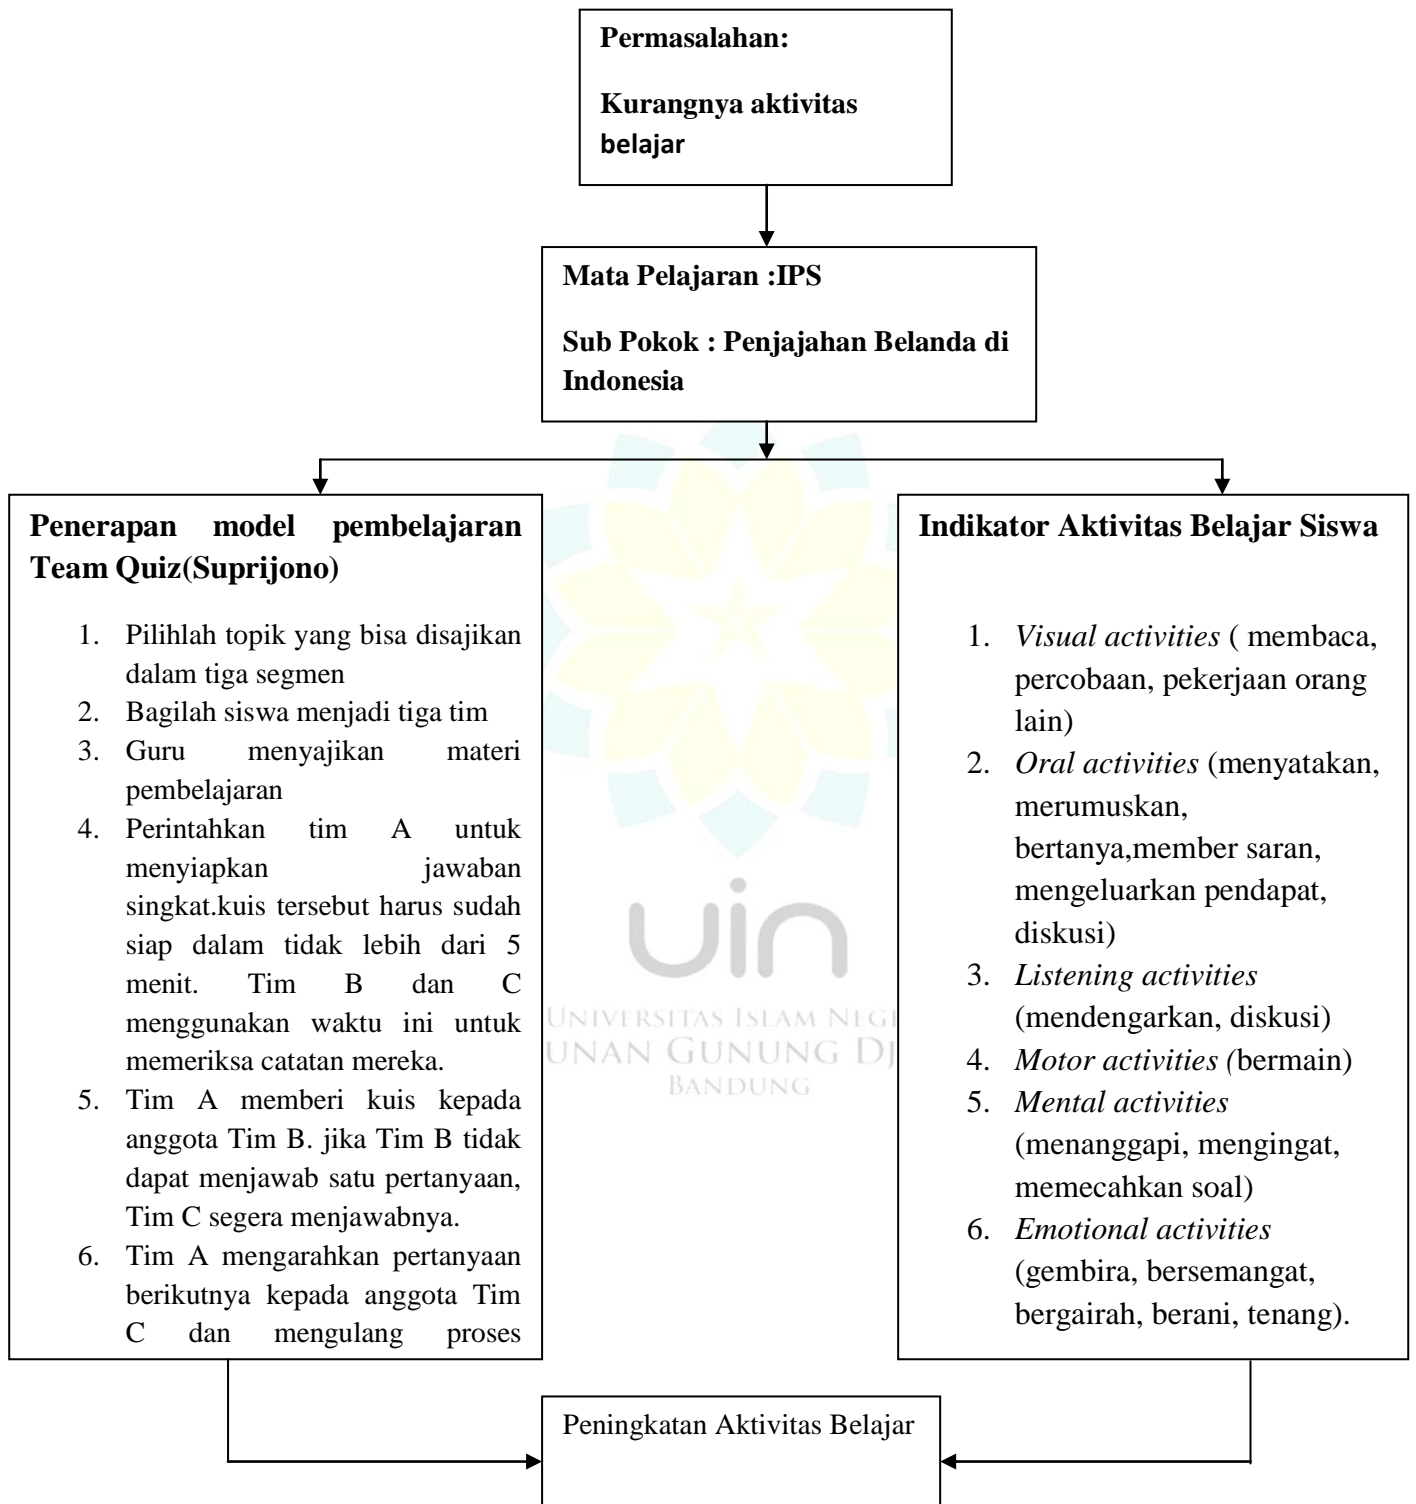 Permasalahan:
Kurangnya aktivitas
belajar
Mata Pelajaran :IPS
Sub Pokok : Penjajahan Belanda di
Indonesia
Penerapan model pembelajaran
Team Quiz(Suprijono)
1. Pilihlah topik yang bisa disajikan
dalam tiga segmen
2. Bagilah siswa menjadi tiga tim
3. Guru menyajikan materi
pembelajaran
4. Perintahkan tim A untuk
menyiapkan jawaban
singkat.kuis tersebut harus sudah
siap dalam tidak lebih dari 5
menit. Tim B dan C
menggunakan waktu ini untuk
memeriksa catatan mereka.
5. Tim A memberi kuis kepada
anggota Tim B. jika Tim B tidak
dapat menjawab satu pertanyaan,
Tim C segera menjawabnya.
6. Tim A mengarahkan pertanyaan
berikutnya kepada anggota Tim
C dan mengulang proses
Indikator Aktivitas Belajar Siswa
1. Visual activities ( membaca,
percobaan, pekerjaan orang
lain)
2. Oral activities (menyatakan,
merumuskan,
bertanya,member saran,
mengeluarkan pendapat,
diskusi)
3. Listening activities
(mendengarkan, diskusi)
4. Motor activities (bermain)
5. Mental activities
(menanggapi, mengingat,
memecahkan soal)
6. Emotional activities
(gembira, bersemangat,
bergairah, berani, tenang).
uin
UNIVERSITAS ISLAM NEGE
UNAN GUNUNG DJ
BANDUNG
Peningkatan Aktivitas Belajar